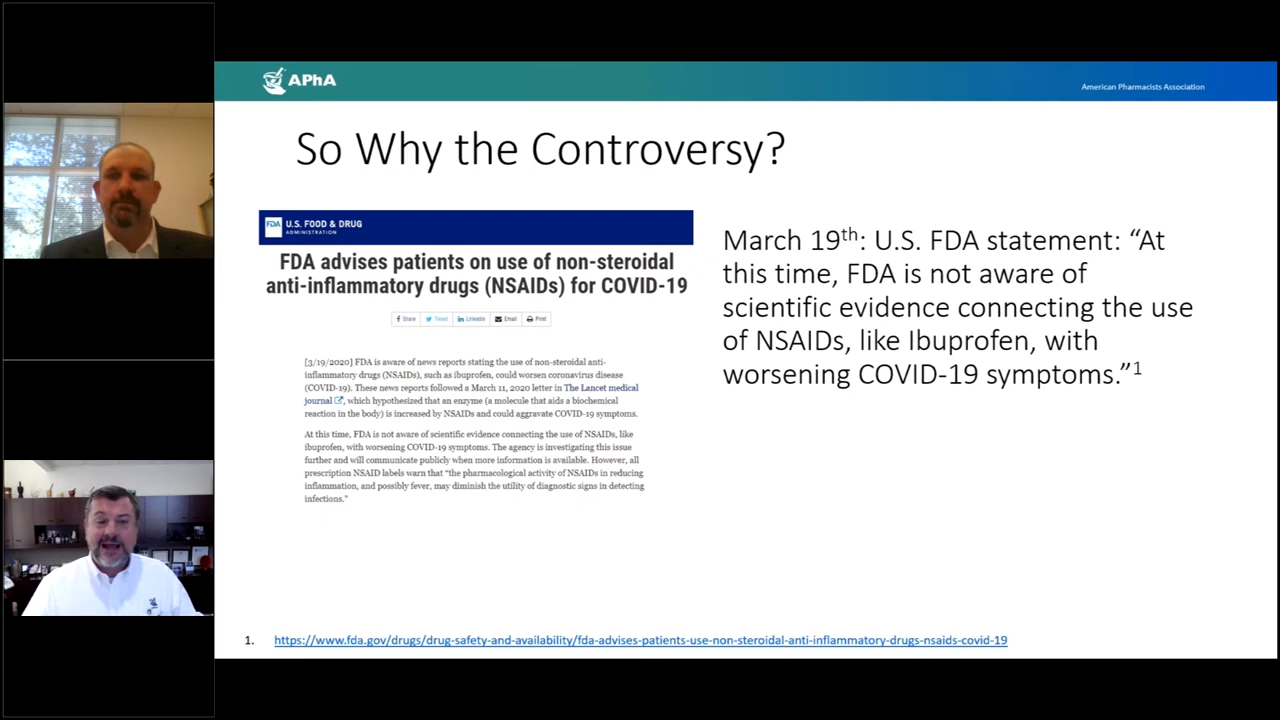 APhA
American Pharmacists Association
So Why the Controversy?
FDA
U.S. FOOD & DRUG
ADMINISTRATION
FDA advises patients on use of non-steroidal
anti-inflammatory drugs (NSAIDs) for COVID-19
Share Tweet Linkedin Email Print
[3/19/2020] FDA is aware of news reports stating the use of non-steroidal anti-
inflammatory drugs (NSAIDs), such as ibuprofen, could worsen coronavirus disease
(COVID-19). These news reports followed a March 11, 2020 letter in The Lancet medical
journal, which hypothesized that an enzyme (a molecule that aids a biochemical
reaction in the body) is increased by NSAIDs and could aggravate COVID-19 symptoms.
At this time, FDA is not aware of scientific evidence connecting the use of NSAIDs, like
ibuprofen, with worsening COVID-19 symptoms. The agency is investigating this issue
further and will communicate publicly when more information is available. However, all
prescription NSAID labels warn that “the pharmacological activity of NSAIDs in reducing
inflammation, and possibly fever, may diminish the utility of diagnostic signs in detecting
infections.”
March 19th: U.S. FDA statement: “At
this time, FDA is not aware of
scientific evidence connecting the use
of NSAIDs, like Ibuprofen, with
worsening COVID-19 symptoms.”1
1. https://www.fda.gov/drugs/drug-safety-and-availability/fda-advises-patients-use-non-steroidal-anti-inflammatory-drugs-nsaids-covid-19